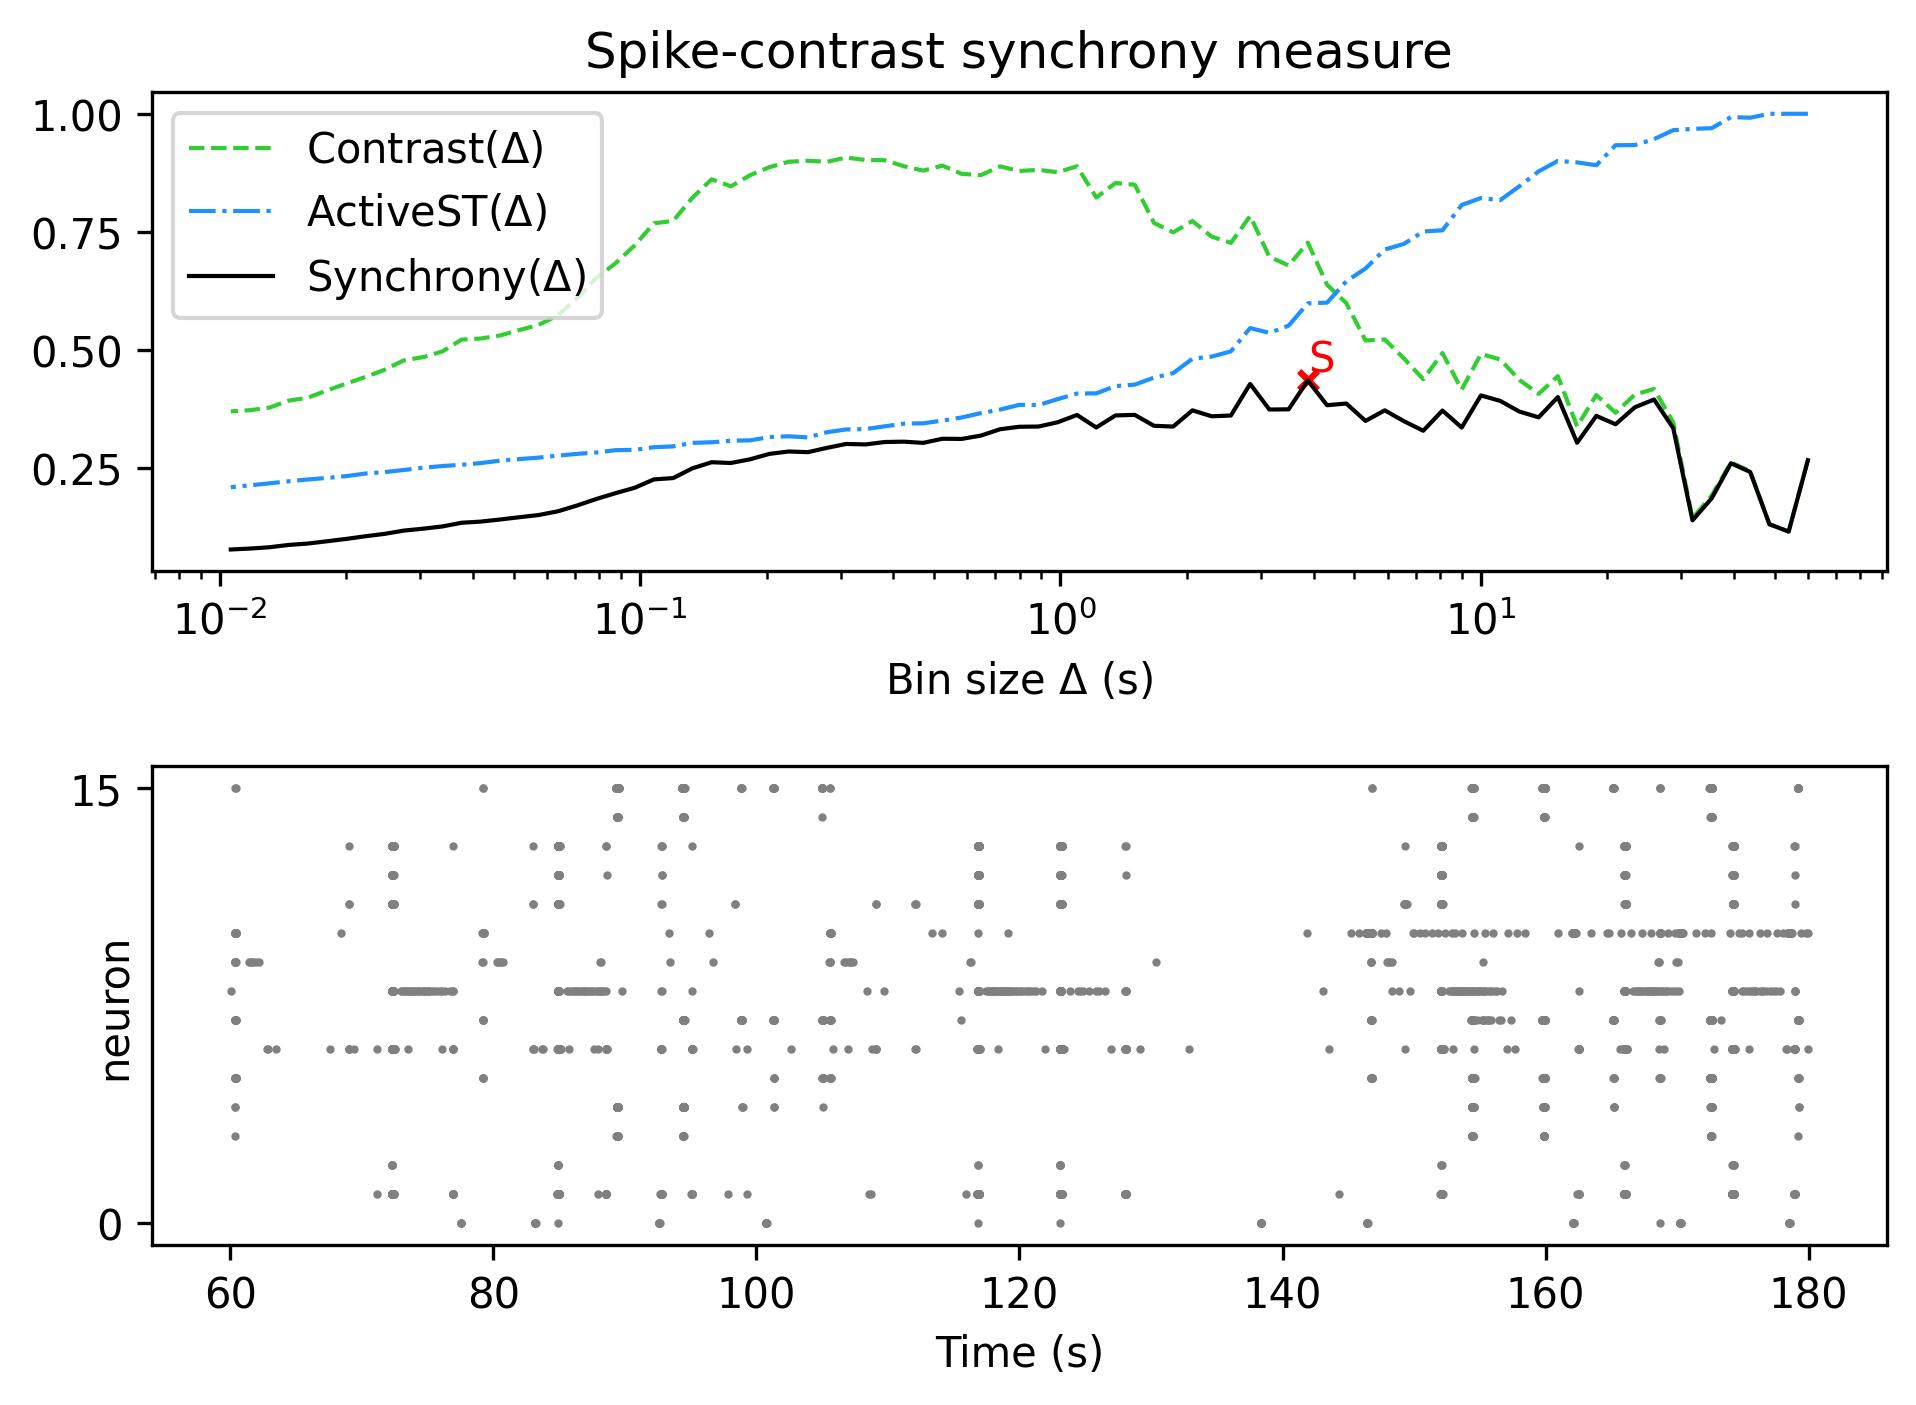 Spike-contrast synchrony measure
1.00
0.75
0.50
0.25
Contrast(Δ)
ActiveST(Δ)
Synchrony(Δ)
S
10⁻² 10⁻¹ 10⁰ 10¹
Bin size Δ (s)
15
0
neuron
60 80 100 120 140 160 180
Time (s)